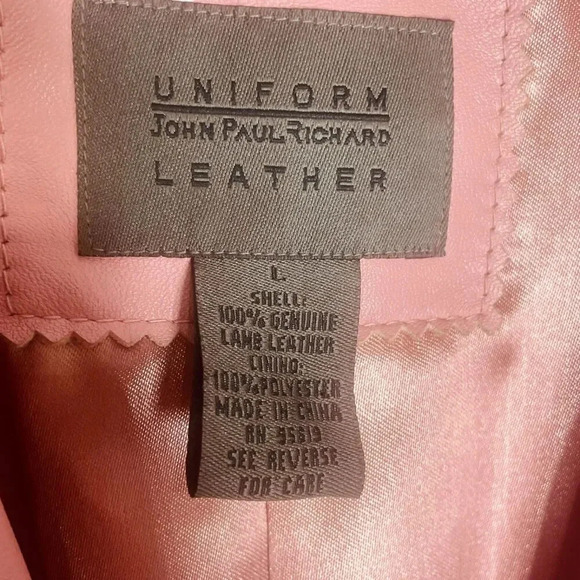 UNIFORM
JOHN PAUL RICHARD
LEATHER
L
SHELL:
100% GENUINE
LAMB LEATHER
LINING:
100% POLYESTER
MADE IN CHINA
RN 95619
SEE REVERSE
FOR CARE